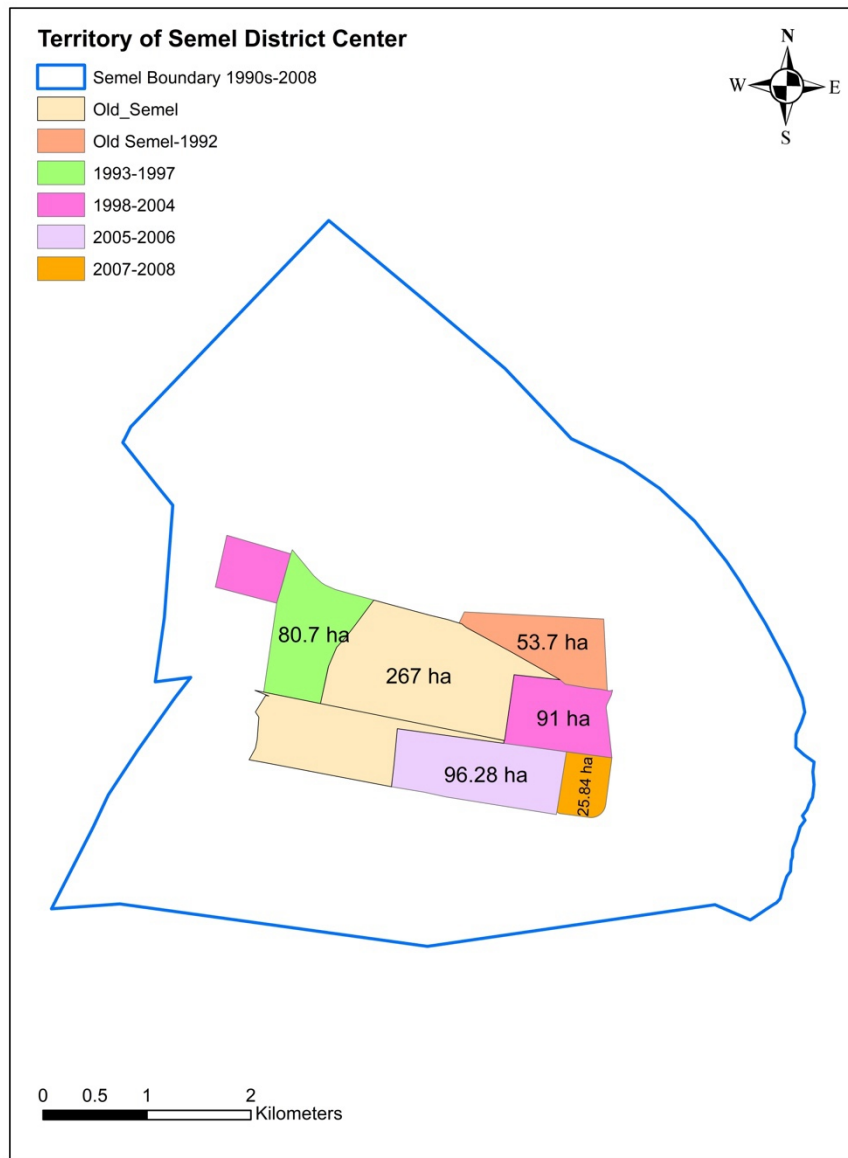 Territory of Semel District Center
Semel Boundary 1990s-2008
Old_Semel
Old Semel-1992
1993-1997
1998-2004
2005-2006
2007-2008
N
W E
S
80.7 ha
53.7 ha
267 ha
91 ha
96.28 ha
25.84 ha
0 0.5 1 2
Kilometers